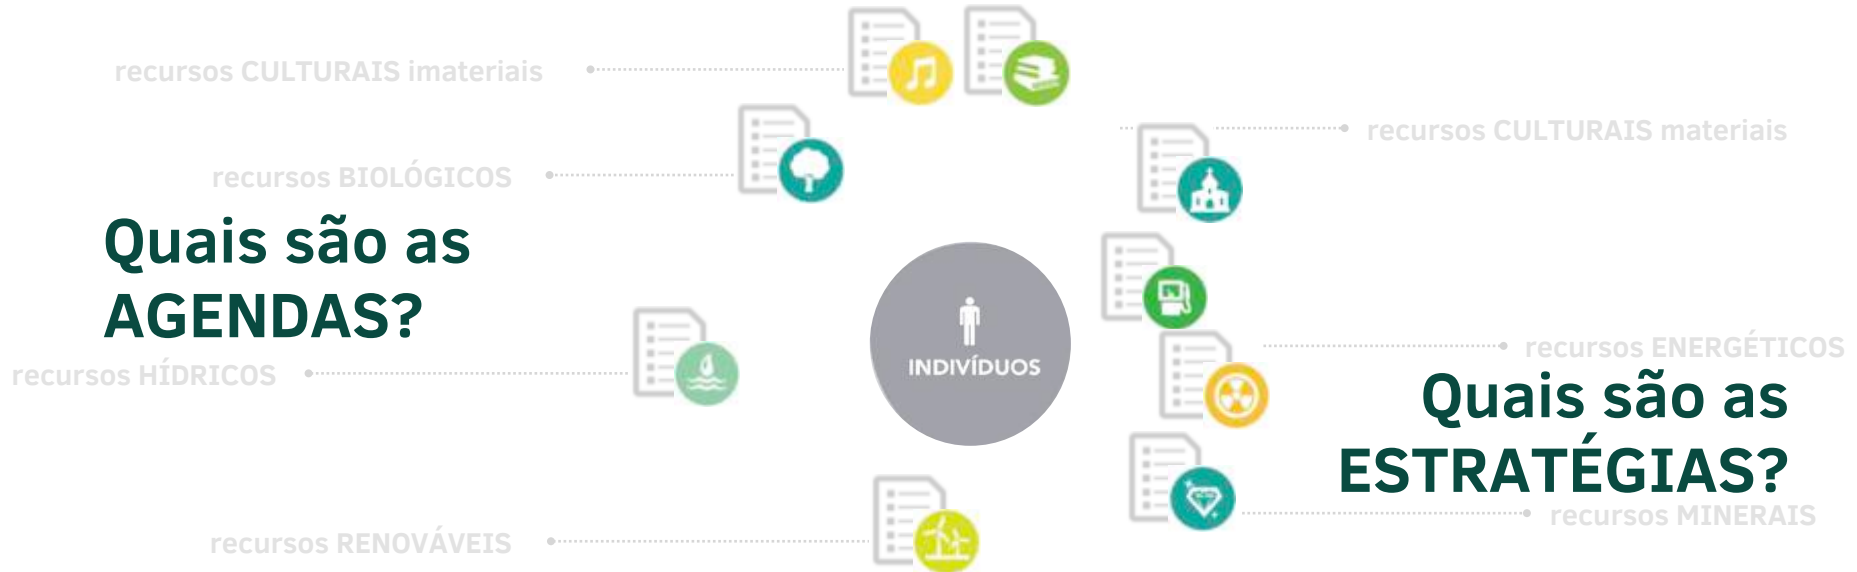 recursos CULTURAIS imateriais
recursos CULTURAIS materiais
recursos BIOLÓGICOS
Quais são as
AGENDAS?
INDIVÍDUOS
recursos HÍDRICOS
recursos ENERGÉTICOS
Quais são as
ESTRATÉGIAS?
recursos MINERAIS
recursos RENOVÁVEIS